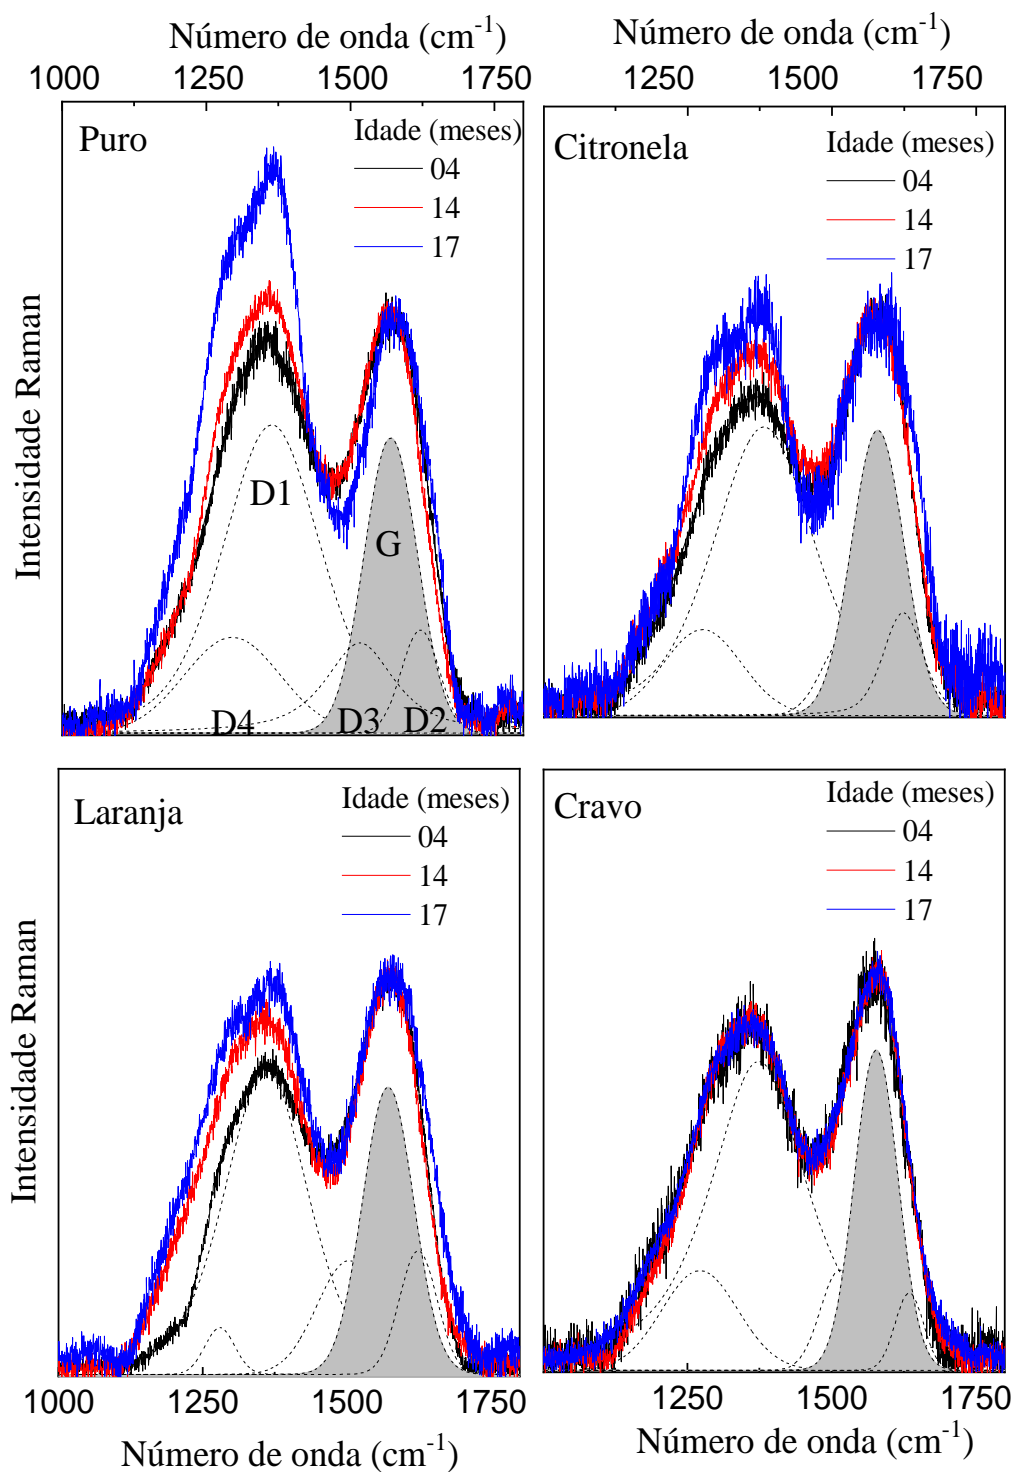 Número de onda (cm⁻¹)
1000 1250 1500 1750
Número de onda (cm⁻¹)
1250 1500 1750
Intensidade Raman
Puro
Idade (meses)
04
14
17
D1
G
D4
D3
D2
Citronela
Idade (meses)
04
14
17
Intensidade Raman
Laranja
Idade (meses)
04
14
17
1000 1250 1500 1750
Número de onda (cm⁻¹)
Cravo
Idade (meses)
04
14
17
1250 1500 1750
Número de onda (cm⁻¹)